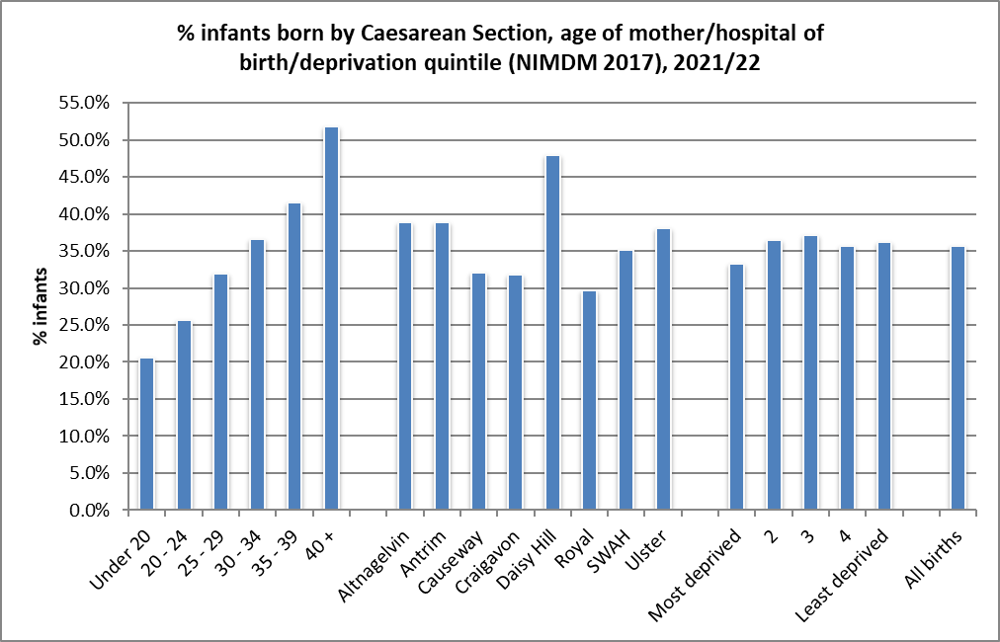 % infants born by Caesarean Section, age of mother/hospital of
birth/deprivation quintile (NIMDM 2017), 2021/22
% infants
55.0%
50.0%
45.0%
40.0%
35.0%
30.0%
25.0%
20.0%
15.0%
10.0%
5.0%
0.0%
Under 20
20 - 24
25 - 29
30 - 34
35 - 39
40 +
Altnagelvin
Antrim
Causeway
Craigavon
Daisy Hill
Royal
SWAH
Ulster
Most deprived
2
3
4
Least deprived
All births